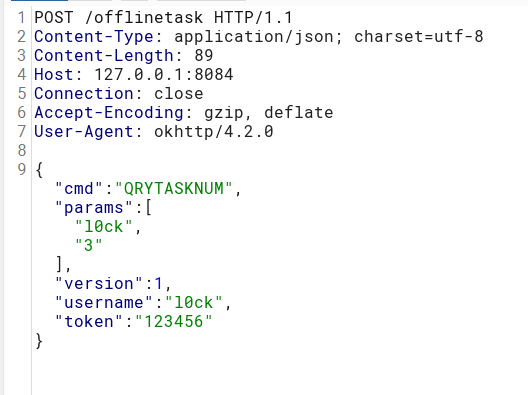 1 POST /offlinetask HTTP/1.1
2 Content-Type: application/json; charset=utf-8
3 Content-Length: 89
4 Host: 127.0.0.1:8084
5 Connection: close
6 Accept-Encoding: gzip, deflate
7 User-Agent: okhttp/4.2.0
8
9 {
"cmd":"QRYTASKNUM",
"params":[
"l0ck",
"3"
],
"version":1,
"username":"l0ck",
"token":"123456"
}